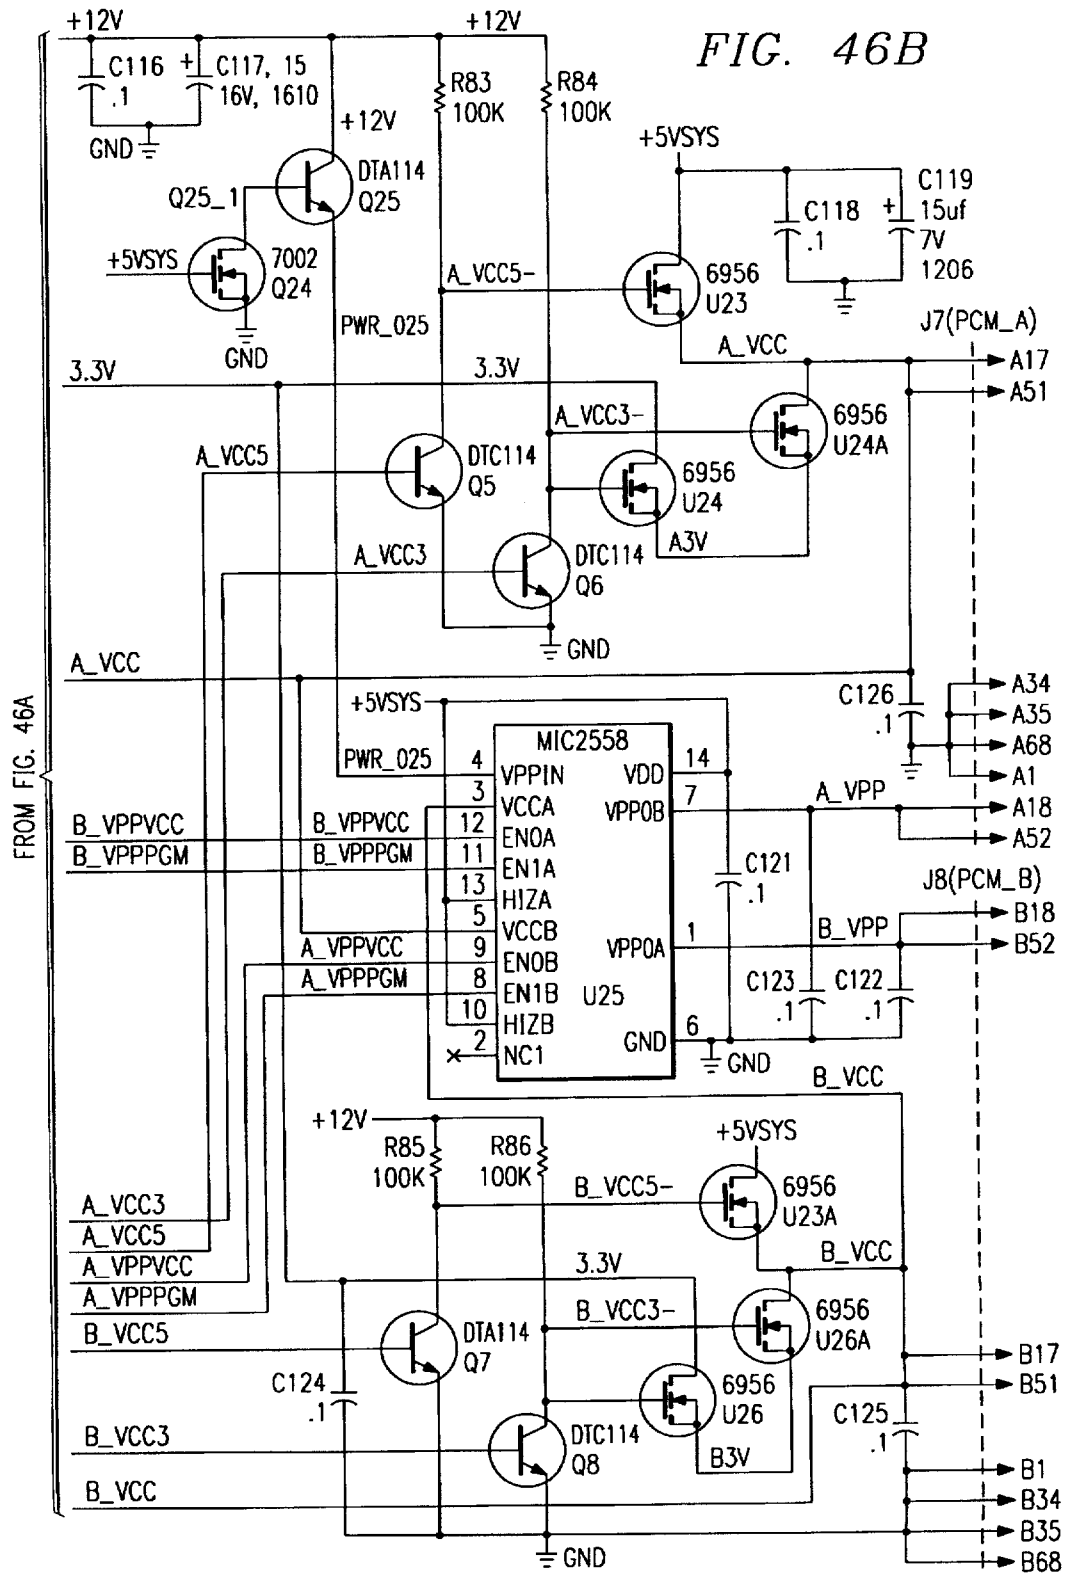 FIG. 46B
+12V
+12V
C116
.1
+
C117, 15
16V, 1610
R83
100K
R84
100K
GND
+12V
+5VSYS
DTA114
Q25
Q25_1
C118
.1
+
C119
15uf
7V
1206
+5VSYS
7002
Q24
A_VCC5-
6956
U23
GND
PWR_025
J7(PCM_A)
A_VCC
A17
3.3V
3.3V
A51
A_VCC3-
6956
U24A
A_VCC5
DTC114
Q5
6956
U24
A3V
A_VCC3
DTC114
Q6
GND
A_VCC
FROM FIG. 46A
+5VSYS
C126
.1
A34
A35
A68
A1
MIC2558
PWR_025
4
VPPIN
VDD
14
3
VCCA
VPP0B
7
A_VPP
A18
B_VPPVCC
B_VPPVCC
12
EN0A
A52
B_VPPPGM
B_VPPPGM
11
EN1A
C121
.1
J8(PCM_B)
13
HIZA
B18
5
VCCB
VPP0A
1
B_VPP
B52
A_VPPVCC
9
EN0B
A_VPPPGM
8
EN1B
U25
C123
.1
C122
.1
10
HIZB
2
NC1
GND
6
GND
B_VCC
+12V
R85
100K
R86
100K
+5VSYS
B_VCC5-
6956
U23A
A_VCC3
A_VCC5
A_VPPVCC
A_VPPPGM
B_VCC5
B_VCC
3.3V
B_VCC3-
6956
U26A
DTA114
Q7
B17
C124
.1
6956
U26
B51
C125
.1
B_VCC3
DTC114
Q8
B3V
B1
B_VCC
B34
B35
GND
B68